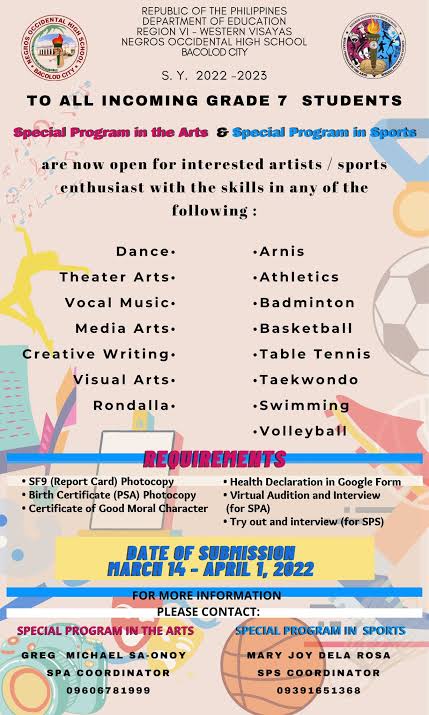 REPUBLIC OF THE PHILIPPINES
DEPARTMENT OF EDUCATION
REGION VI - WESTERN VISAYAS
NEGROS OCCIDENTAL HIGH SCHOOL
BACOLOD CITY
NEGROS OCCIDENTAL HIGH SCHOOL
BACOLOD CITY
S. Y. 2022 -2023
TO ALL INCOMING GRADE 7 STUDENTS
Special Program in the Arts & Special Program in Sports
are now open for interested artists / sports
enthusiast with the skills in any of the
following :
Dance•
Theater Arts•
Vocal Music•
Media Arts•
Creative Writing•
Visual Arts•
Rondalla•
•Arnis
•Athletics
•Badminton
•Basketball
•Table Tennis
•Taekwondo
•Swimming
•Volleyball
REQUIREMENTS
• SF9 (Report Card) Photocopy
• Birth Certificate (PSA) Photocopy
• Certificate of Good Moral Character
• Health Declaration in Google Form
• Virtual Audition and Interview
(for SPA)
• Try out and interview (for SPS)
DATE OF SUBMISSION
MARCH 14 - APRIL 1, 2022
FOR MORE INFORMATION
PLEASE CONTACT:
SPECIAL PROGRAM IN THE ARTS
GREG MICHAEL SA-ONOY
SPA COORDINATOR
09606781999
SPECIAL PROGRAM IN SPORTS
MARY JOY DELA ROSA
SPS COORDINATOR
09391651368